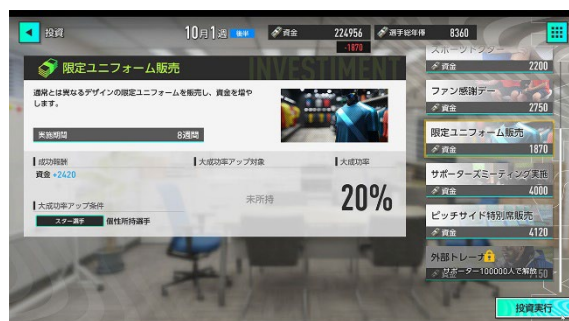 投資
10月1週 後半
資金 224956
選手総年俸 8360
-1870
限定ユニフォーム販売
INVESTIMENT
通常とは異なるデザインの限定ユニフォームを販売し、資金を増や
します。
実施期間 8週間
成功報酬
資金 +2420
大成功率アップ対象
未所持
大成功率
20%
大成功率アップ条件
スター選手 個性所持選手
スポーツドクター
資金 2200
ファン感謝デー
資金 2750
限定ユニフォーム販売
資金 1870
サポーターズミーティング実施
資金 4000
ピッチサイド特別席販売
資金 4120
外部トレーナ
サポーター100000人で解放
投資実行